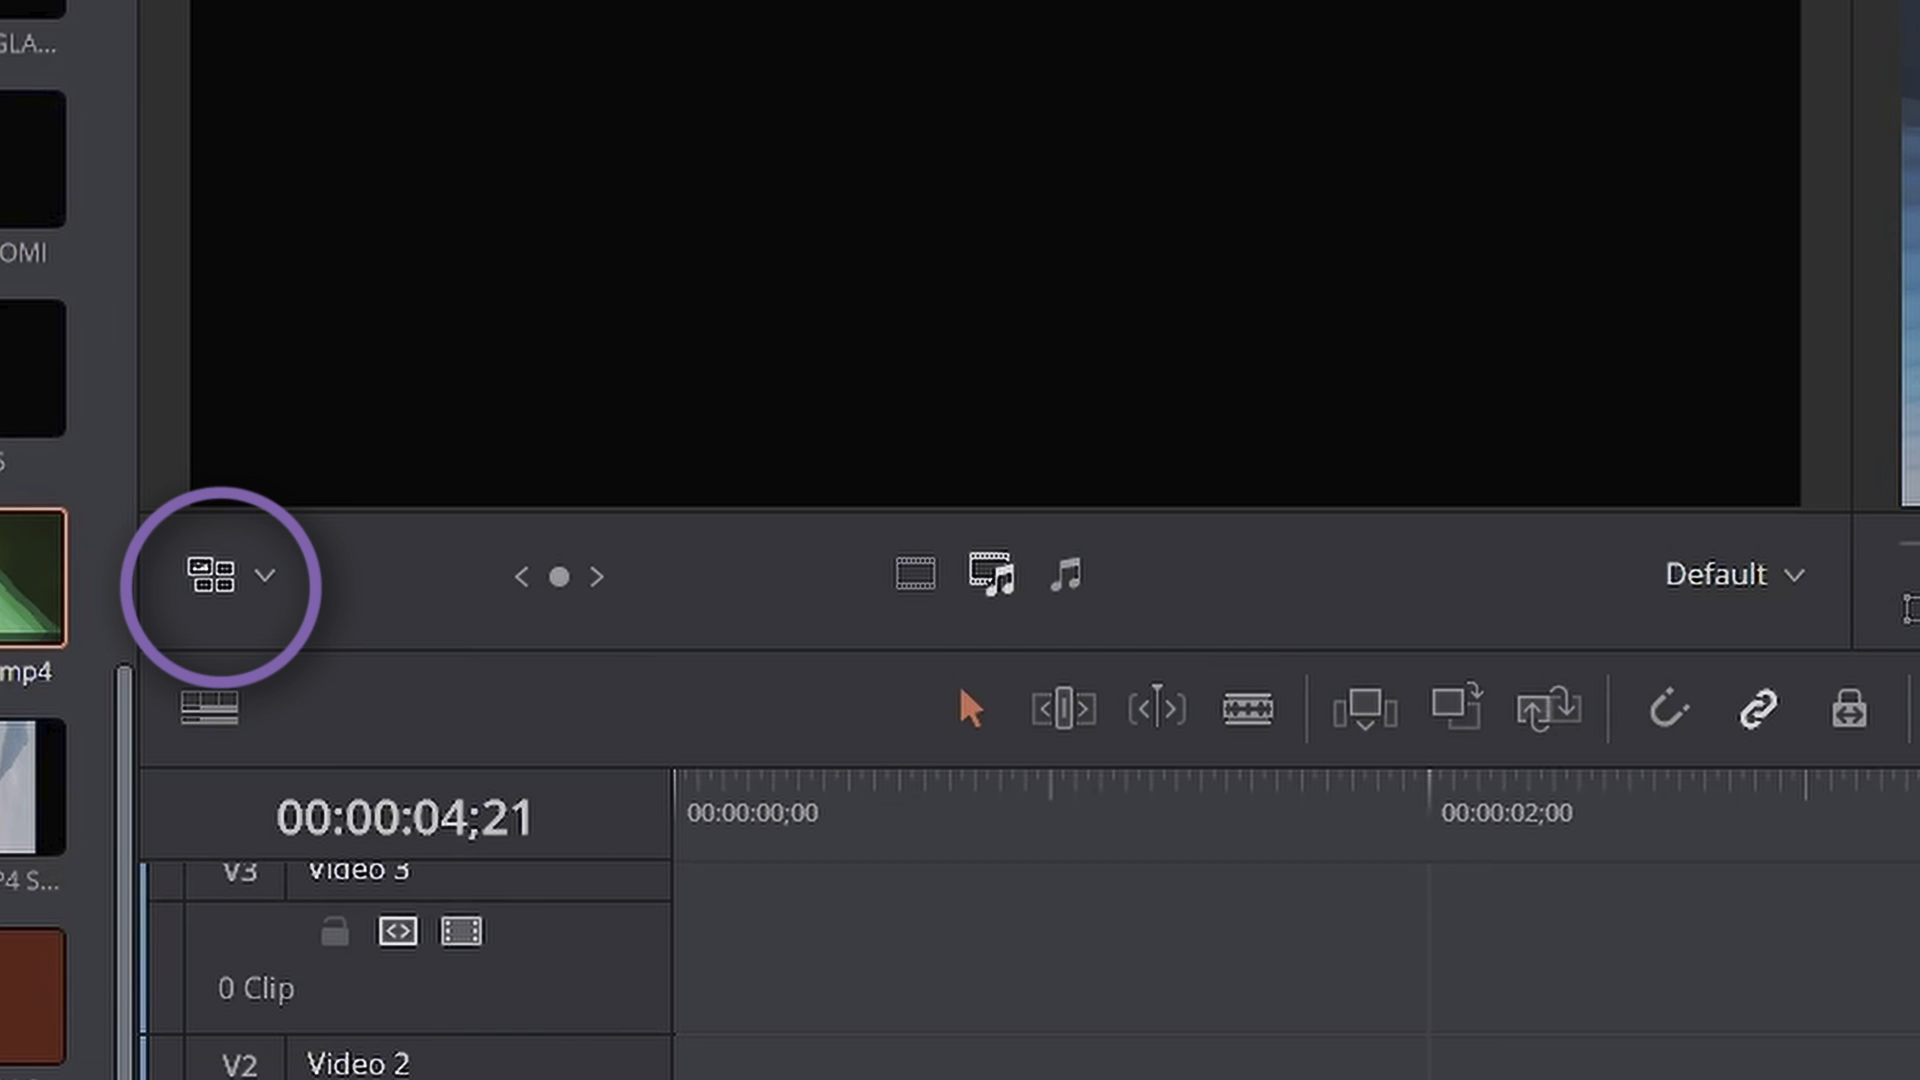 GLA...
OMI
S
mp4
Default
00:00:04;21
00:00:00;00
00:00:02;00
V3 Video 3
P4 S...
0 Clip
V2 Video 2